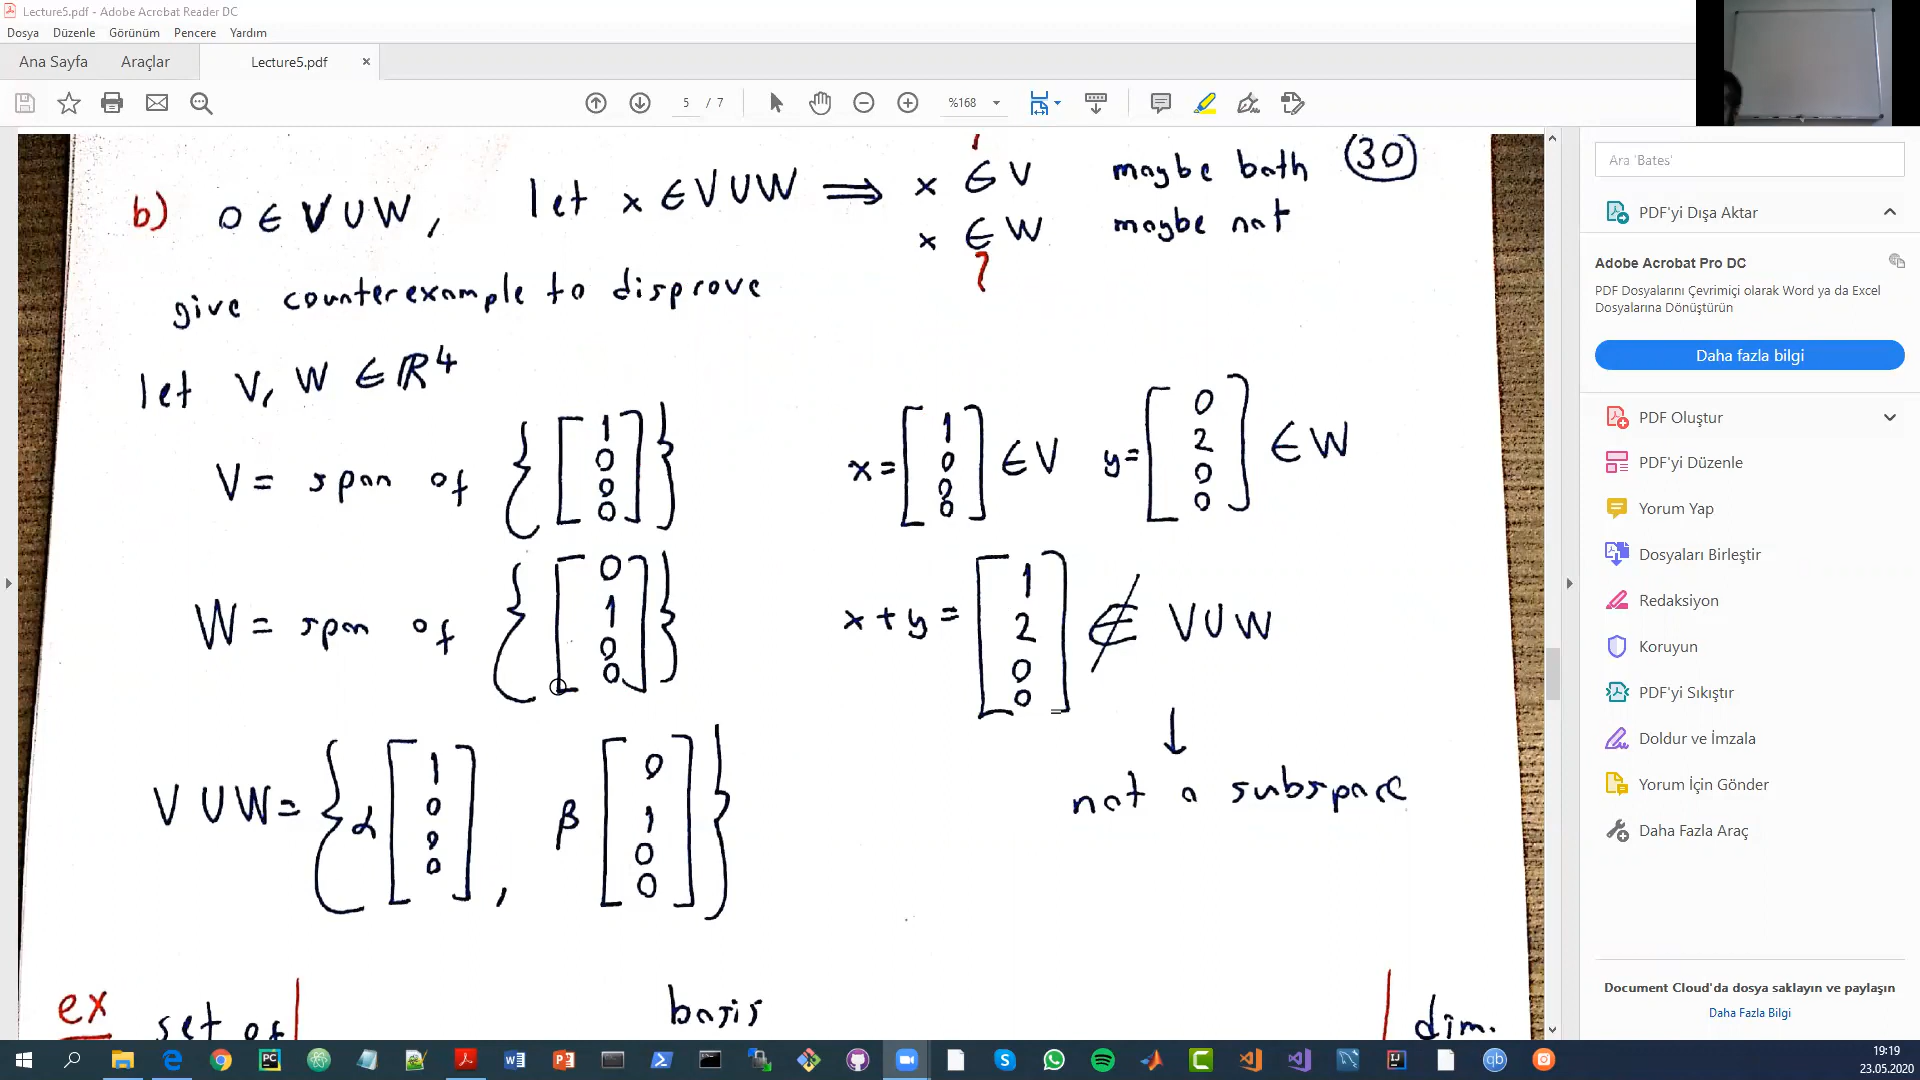 Lecture5.pdf - Adobe Acrobat Reader DC
Dosya Düzenle Görünüm Pencere Yardım
Ana Sayfa Araçlar Lecture5.pdf ×
5 / 7 %168
b) 0 ∈ V ∪ W, let x ∈ V ∪ W ⟹ x ∈ V maybe both 30
x ∈ W maybe not
?
give counterexample to disprove
let V, W ∈ ℝ⁴
V = span of { [1 0 0 0] } x = [1 0 0 0] ∈ V y = [0 2 0 0] ∈ W
W = span of { [0 1 0 0] } x + y = [1 2 0 0] ∉ V ∪ W
↓
not a subspace
V ∪ W = { α [1 0 0 0], β [0 1 0 0] }
ex set of basis dim.
Ara 'Bates'
PDF'yi Dışa Aktar
Adobe Acrobat Pro DC
PDF Dosyalarını Çevrimiçi olarak Word ya da Excel
Dosyalarına Dönüştürün
Daha fazla bilgi
PDF Oluştur
PDF'yi Düzenle
Yorum Yap
Dosyaları Birleştir
Redaksiyon
Koruyun
PDF'yi Sıkıştır
Doldur ve İmzala
Yorum İçin Gönder
Daha Fazla Araç
Document Cloud'da dosya saklayın ve paylaşın
Daha Fazla Bilgi
19:19
23.05.2020